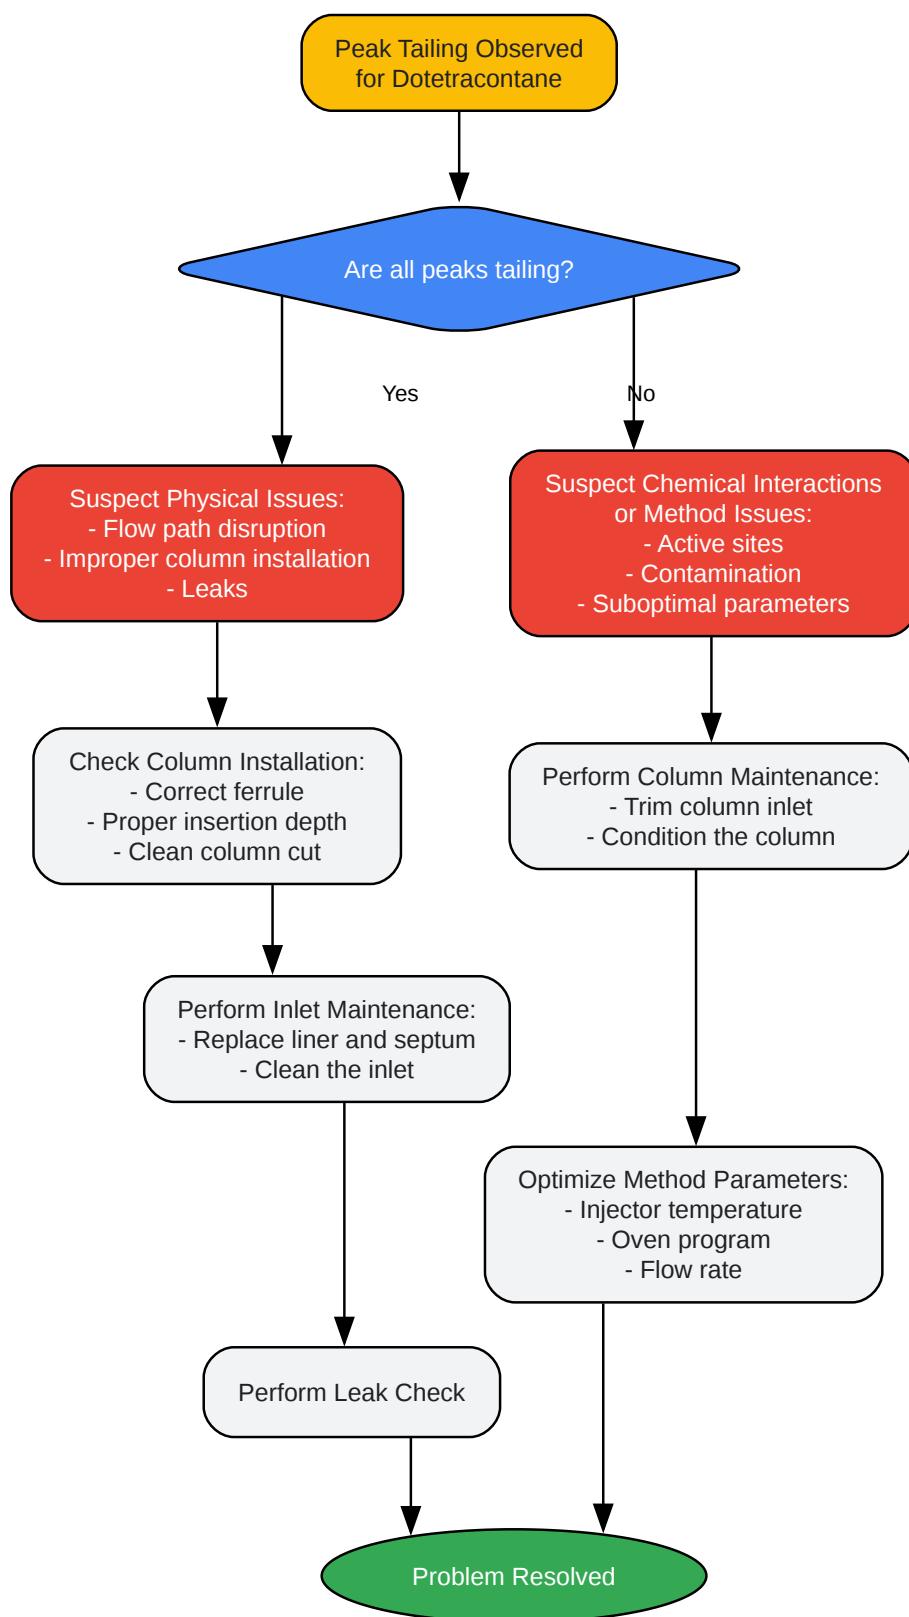 Peak Tailing Observed
for Dotetracontane
Are all peaks tailing?
Yes
No
Suspect Physical Issues:
- Flow path disruption
- Improper column installation
- Leaks
Suspect Chemical Interactions
or Method Issues:
- Active sites
- Contamination
- Suboptimal parameters
Check Column Installation:
- Correct ferrule
- Proper insertion depth
- Clean column cut
Perform Column Maintenance:
- Trim column inlet
- Condition the column
Perform Inlet Maintenance:
- Replace liner and septum
- Clean the inlet
Optimize Method Parameters:
- Injector temperature
- Oven program
- Flow rate
Perform Leak Check
Problem Resolved